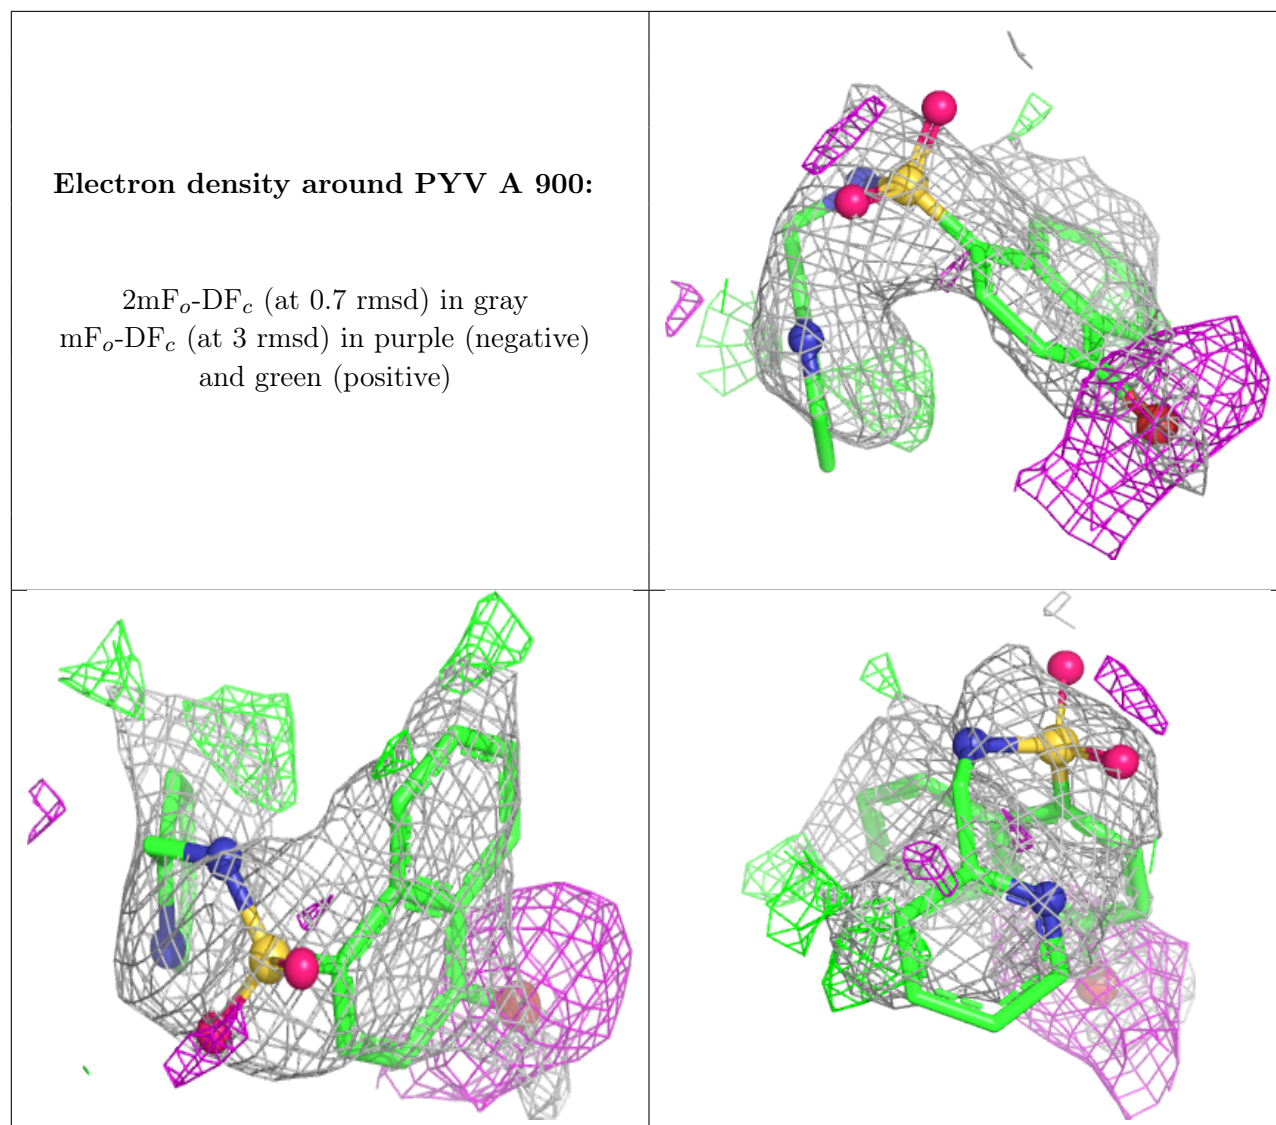 Electron density around PYV A 900:
2mFo-DFc (at 0.7 rmsd) in gray
mFo-DFc (at 3 rmsd) in purple (negative)
and green (positive)